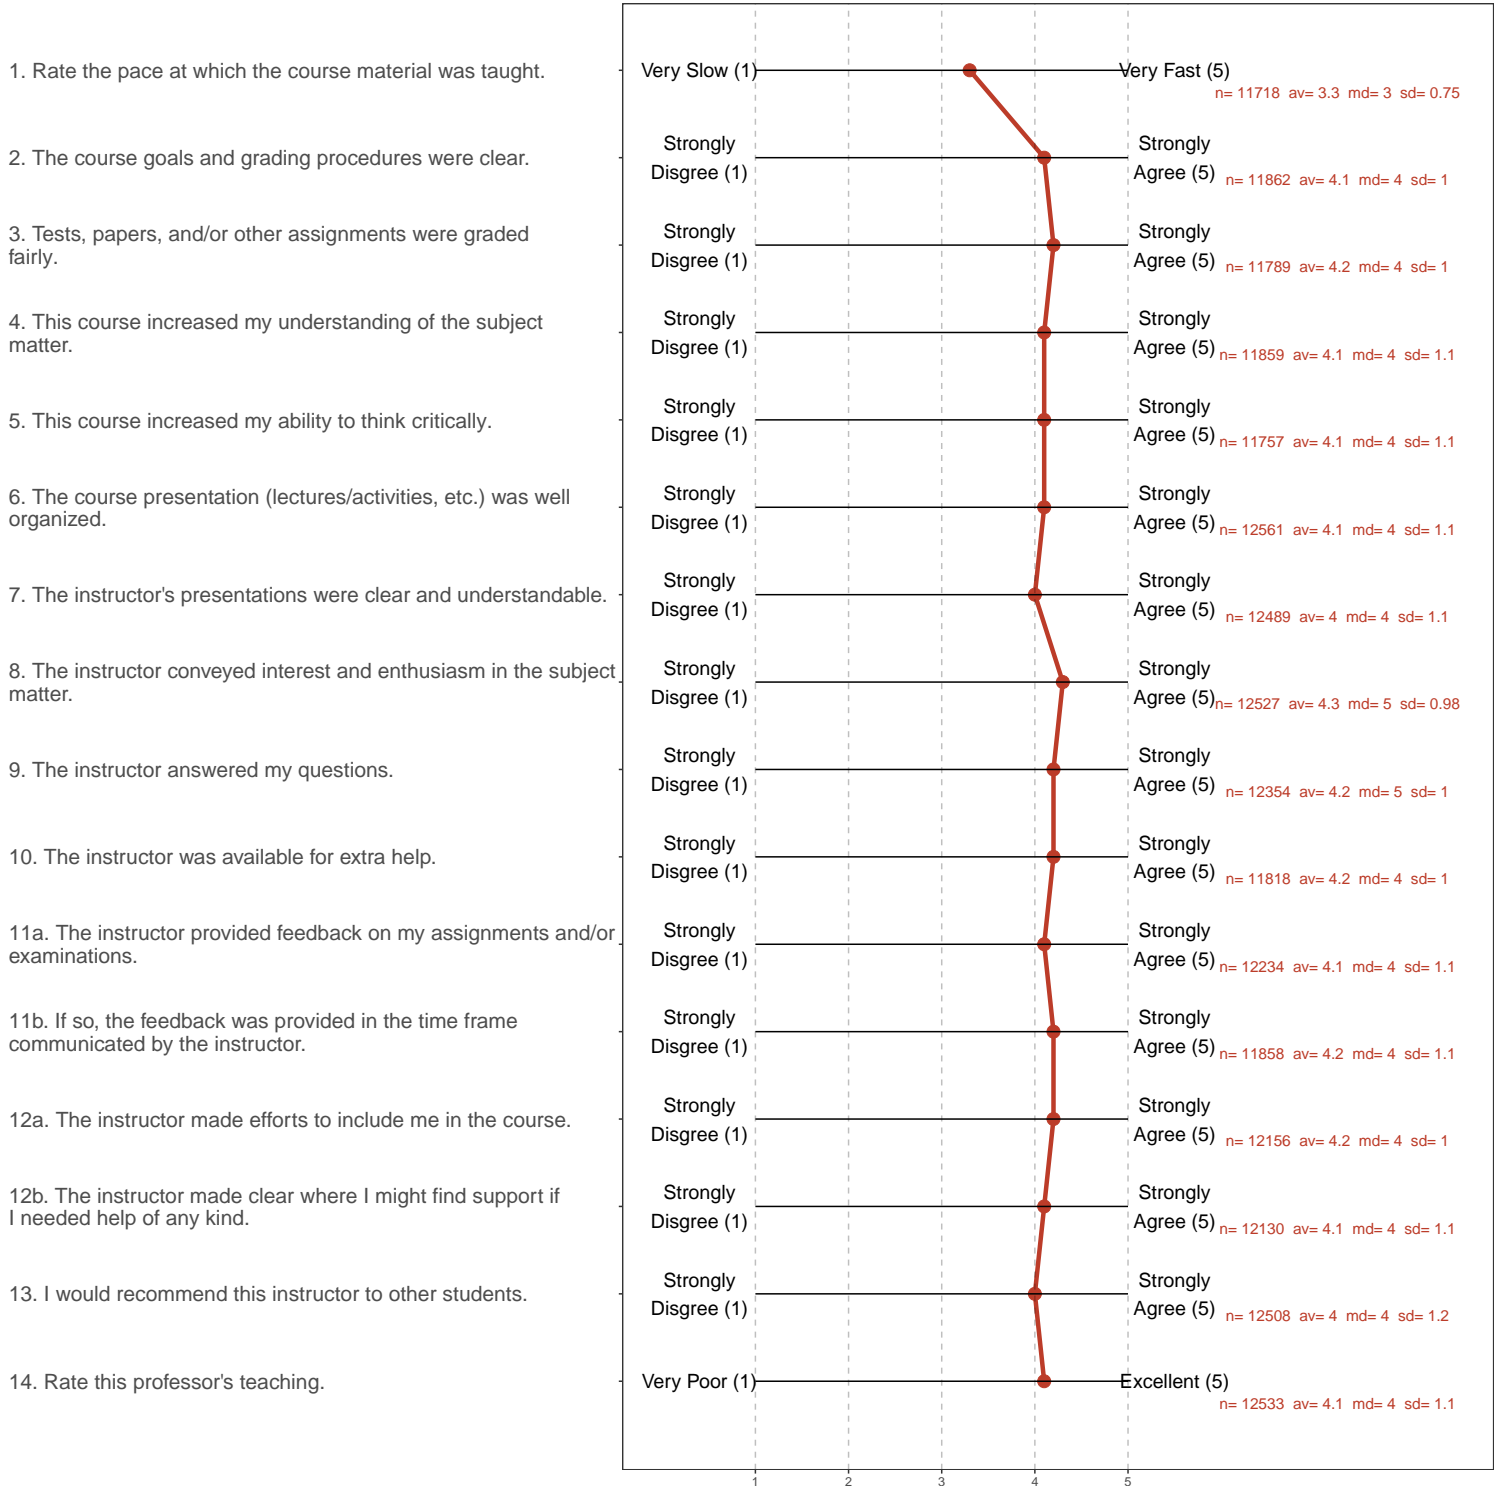 1. Rate the pace at which the course material was taught.
Very Slow (1)
Very Fast (5)
n= 11718 av= 3.3 md= 3 sd= 0.75
2. The course goals and grading procedures were clear.
Strongly
Disgree (1)
Strongly
Agree (5)
n= 11862 av= 4.1 md= 4 sd= 1
3. Tests, papers, and/or other assignments were graded
fairly.
Strongly
Disgree (1)
Strongly
Agree (5)
n= 11789 av= 4.2 md= 4 sd= 1
4. This course increased my understanding of the subject
matter.
Strongly
Disgree (1)
Strongly
Agree (5)
n= 11859 av= 4.1 md= 4 sd= 1.1
5. This course increased my ability to think critically.
Strongly
Disgree (1)
Strongly
Agree (5)
n= 11757 av= 4.1 md= 4 sd= 1.1
6. The course presentation (lectures/activities, etc.) was well
organized.
Strongly
Disgree (1)
Strongly
Agree (5)
n= 12561 av= 4.1 md= 4 sd= 1.1
7. The instructor's presentations were clear and understandable.
Strongly
Disgree (1)
Strongly
Agree (5)
n= 12489 av= 4 md= 4 sd= 1.1
8. The instructor conveyed interest and enthusiasm in the subject
matter.
Strongly
Disgree (1)
Strongly
Agree (5)
n= 12527 av= 4.3 md= 5 sd= 0.98
9. The instructor answered my questions.
Strongly
Disgree (1)
Strongly
Agree (5)
n= 12354 av= 4.2 md= 5 sd= 1
10. The instructor was available for extra help.
Strongly
Disgree (1)
Strongly
Agree (5)
n= 11818 av= 4.2 md= 4 sd= 1
11a. The instructor provided feedback on my assignments and/or
examinations.
Strongly
Disgree (1)
Strongly
Agree (5)
n= 12234 av= 4.1 md= 4 sd= 1.1
11b. If so, the feedback was provided in the time frame
communicated by the instructor.
Strongly
Disgree (1)
Strongly
Agree (5)
n= 11858 av= 4.2 md= 4 sd= 1.1
12a. The instructor made efforts to include me in the course.
Strongly
Disgree (1)
Strongly
Agree (5)
n= 12156 av= 4.2 md= 4 sd= 1
12b. The instructor made clear where I might find support if
I needed help of any kind.
Strongly
Disgree (1)
Strongly
Agree (5)
n= 12130 av= 4.1 md= 4 sd= 1.1
13. I would recommend this instructor to other students.
Strongly
Disgree (1)
Strongly
Agree (5)
n= 12508 av= 4 md= 4 sd= 1.2
14. Rate this professor's teaching.
Very Poor (1)
Excellent (5)
n= 12533 av= 4.1 md= 4 sd= 1.1
1 2 3 4 5